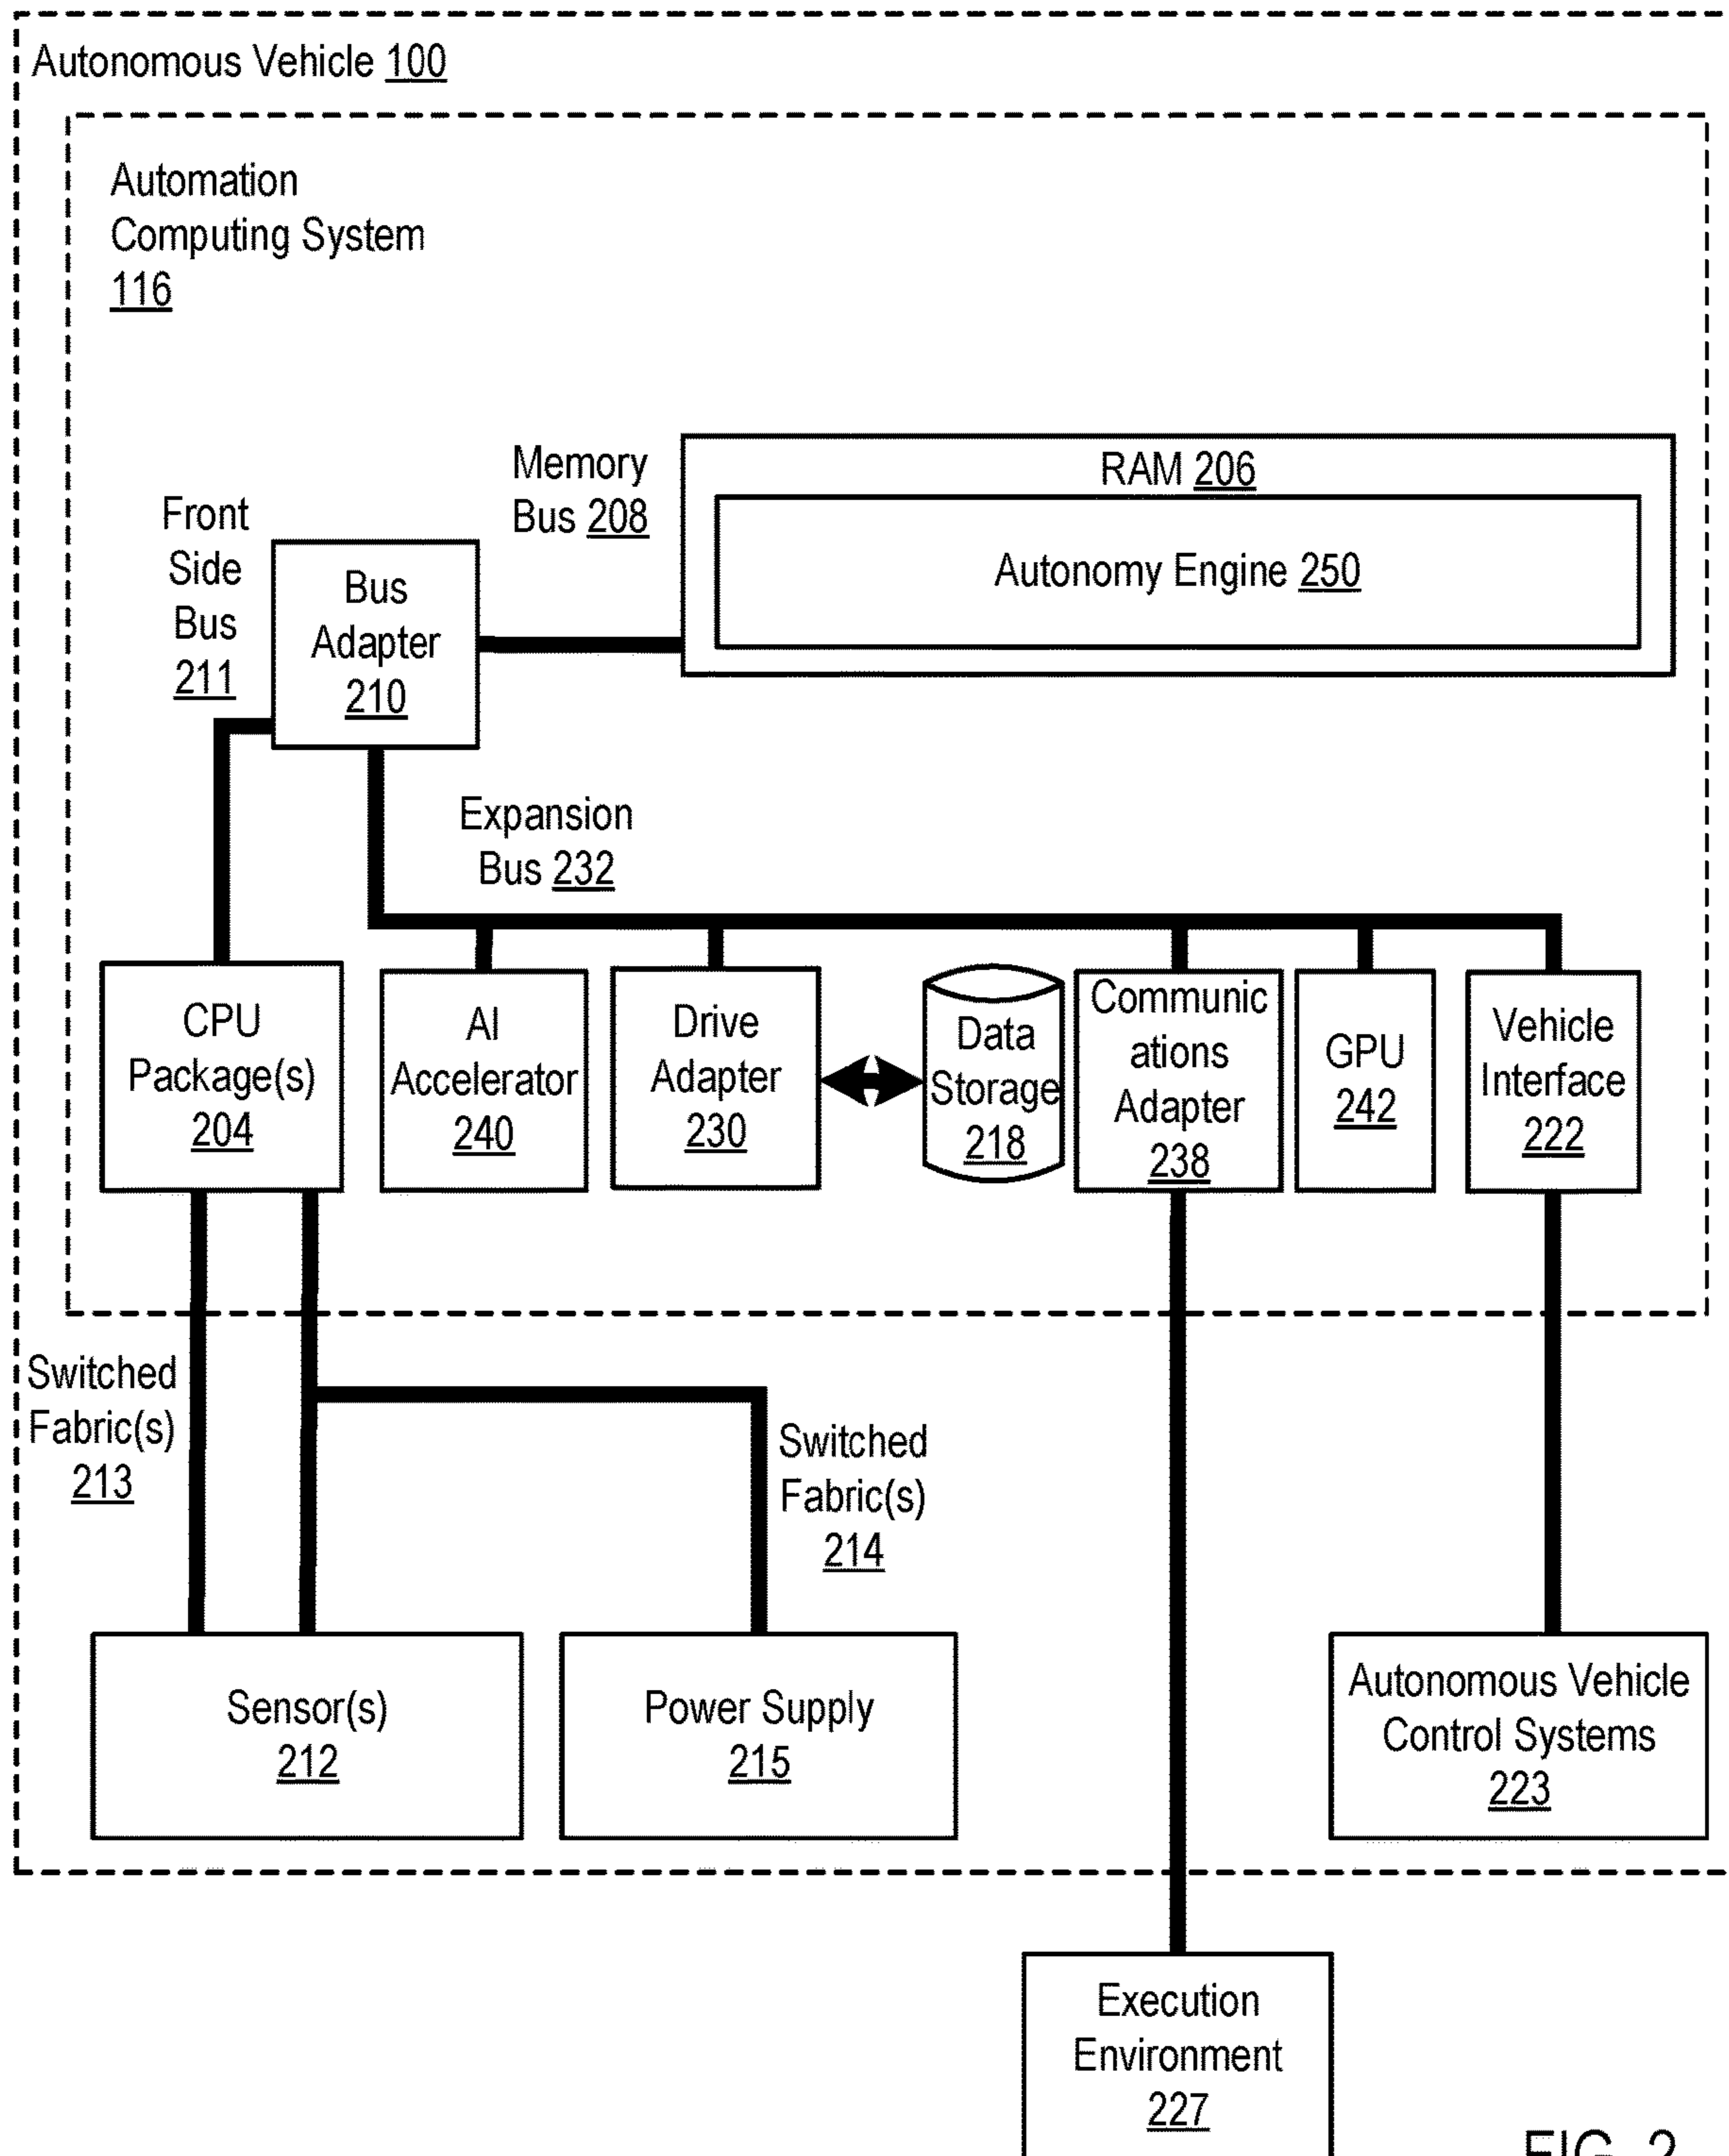 Autonomous Vehicle 100
Automation
Computing System
116
Memory
Bus 208
RAM 206
Autonomy Engine 250
Front
Side
Bus
211
Bus
Adapter
210
Expansion
Bus 232
CPU
Package(s)
204
AI
Accelerator
240
Drive
Adapter
230
Data
Storage
218
Communic
ations
Adapter
238
GPU
242
Vehicle
Interface
222
Switched
Fabric(s)
213
Switched
Fabric(s)
214
Sensor(s)
212
Power Supply
215
Autonomous Vehicle
Control Systems
223
Execution
Environment
227
FIG. 2